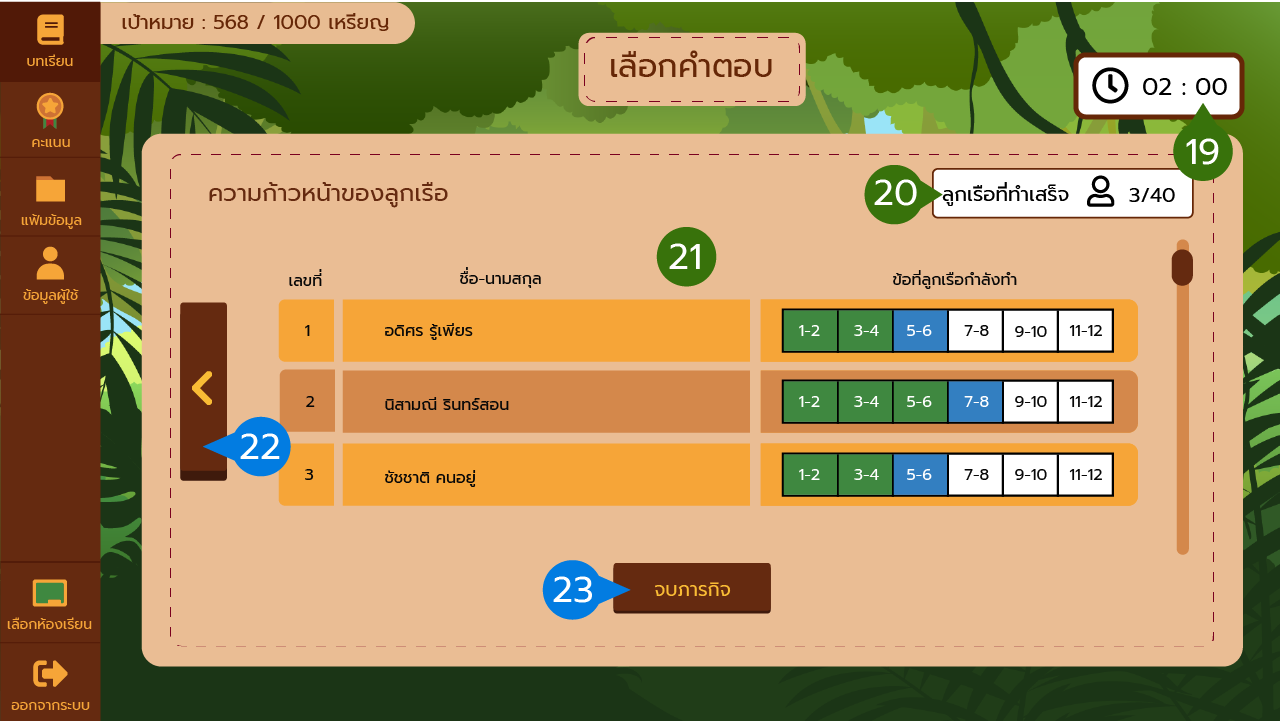 บทเรียน
คะแนน
แฟ้มข้อมูล
ข้อมูลผู้ใช้
เลือกห้องเรียน
ออกจากระบบ
เป้าหมาย : 568 / 1000 เหรียญ
เลือกคำตอบ
02 : 00
19
ความก้าวหน้าของลูกเรือ
20
ลูกเรือที่ทำเสร็จ 3/40
21
เลขที่ ชื่อ-นามสกุล ข้อที่ลูกเรือกำลังทำ
1 อดิศร รู้เพียร 1-2 3-4 5-6 7-8 9-10 11-12
2 นิสามณี รินทร์สอน 1-2 3-4 5-6 7-8 9-10 11-12
22
3 ชัชชาติ คนอยู่ 1-2 3-4 5-6 7-8 9-10 11-12
23
จบภารกิจ